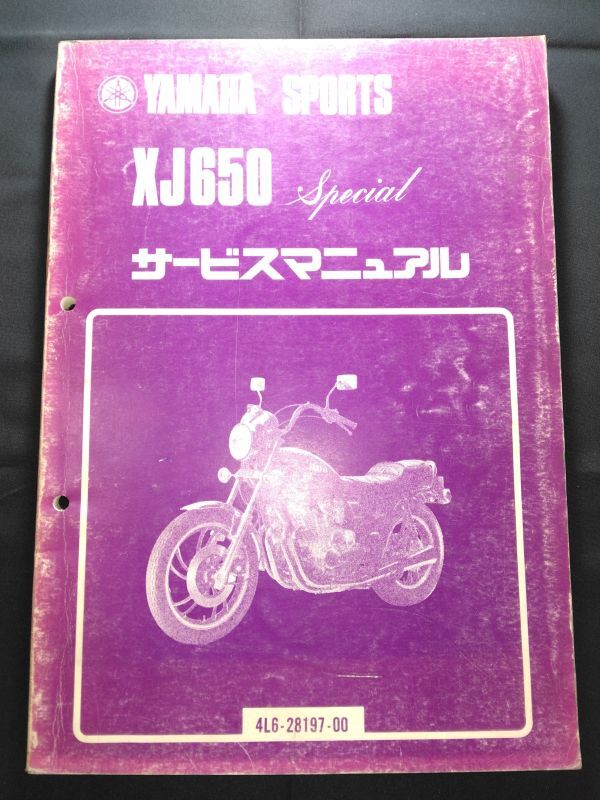 YAMAHA SPORTS
XJ650 Special
サービスマニュアル
4L6-28197-00